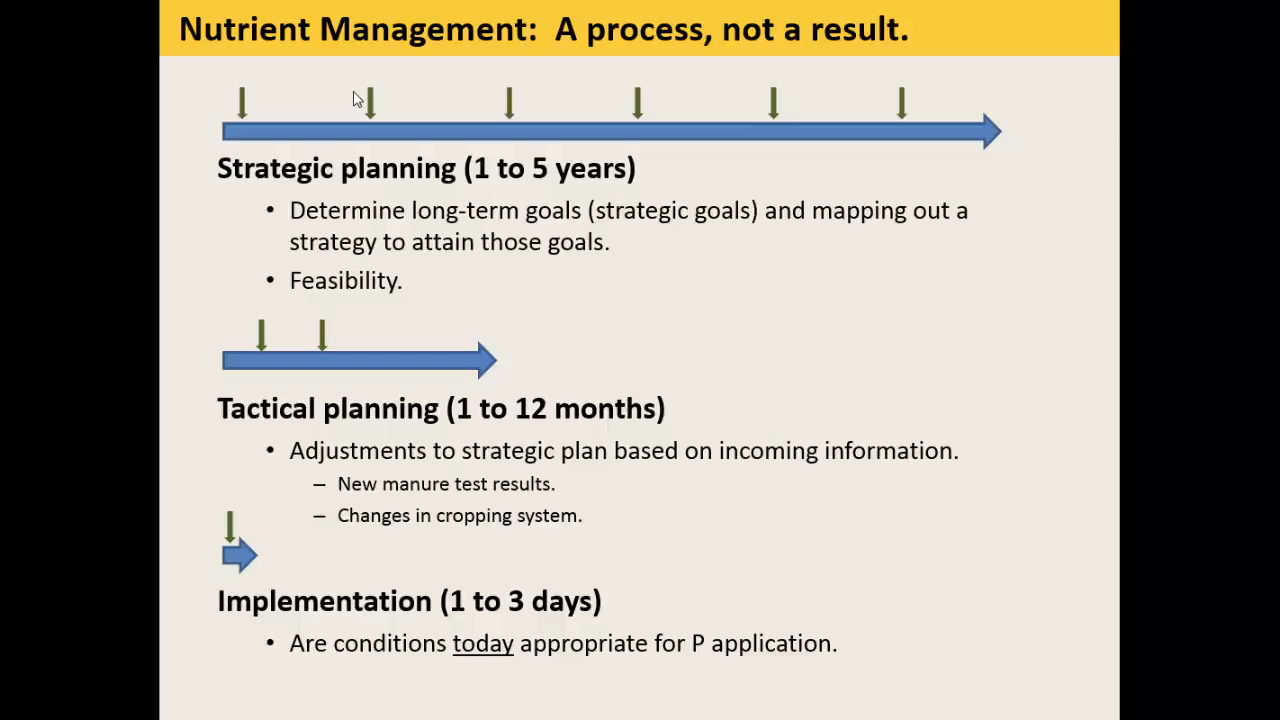 Nutrient Management:  A process, not a result.
Strategic planning (1 to 5 years)
• Determine long-term goals (strategic goals) and mapping out a
strategy to attain those goals.
• Feasibility.
Tactical planning (1 to 12 months)
• Adjustments to strategic plan based on incoming information.
– New manure test results.
– Changes in cropping system.
Implementation (1 to 3 days)
• Are conditions today appropriate for P application.